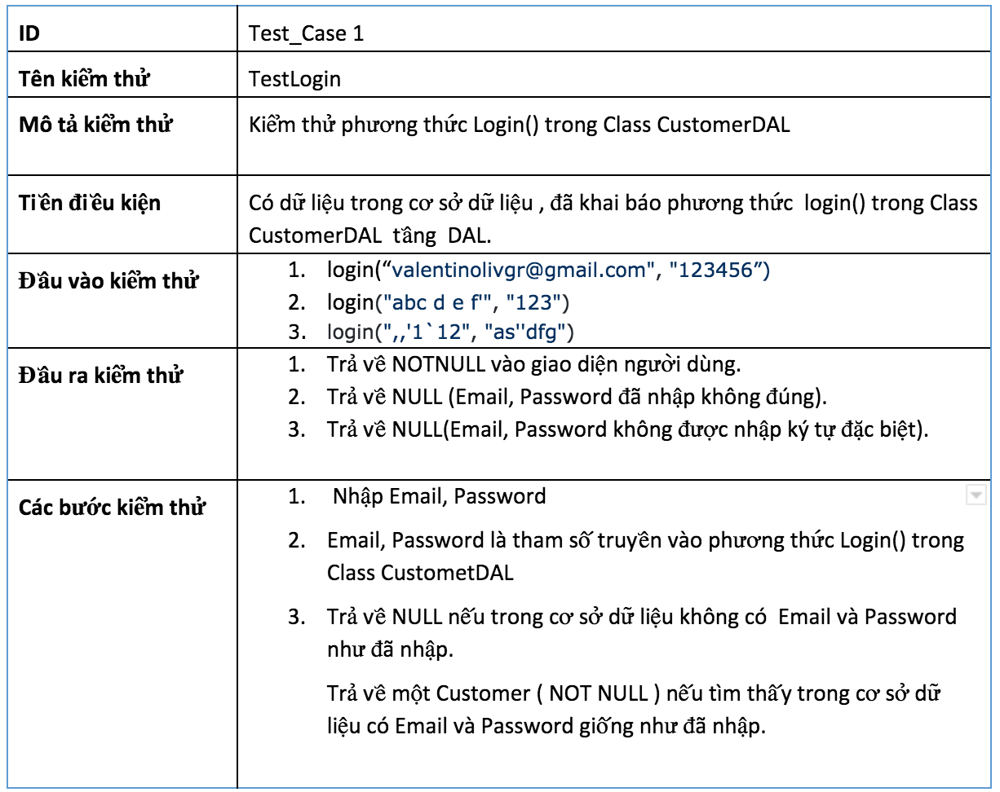 ID
Test_Case 1
Tên kiểm thử
TestLogin
Mô tả kiểm thử
Kiểm thử phương thức Login() trong Class CustomerDAL
Tiền điều kiện
Có dữ liệu trong cơ sở dữ liệu , đã khai báo phương thức login() trong Class
CustomerDAL tầng DAL.
Đầu vào kiểm thử
1. login(“valentinolivgr@gmail.com", "123456”)
2. login("abc d e f'", "123")
3. login(",,'1`12", "as''dfg")
Đầu ra kiểm thử
1. Trả về NOTNULL vào giao diện người dùng.
2. Trả về NULL (Email, Password đã nhập không đúng).
3. Trả về NULL(Email, Password không được nhập ký tự đặc biệt).
Các bước kiểm thử
1. Nhập Email, Password
2. Email, Password là tham số truyền vào phương thức Login() trong
Class CustometDAL
3. Trả về NULL nếu trong cơ sở dữ liệu không có Email và Password
như đã nhập.
Trả về một Customer ( NOT NULL ) nếu tìm thấy trong cơ sở dữ
liệu có Email và Password giống như đã nhập.